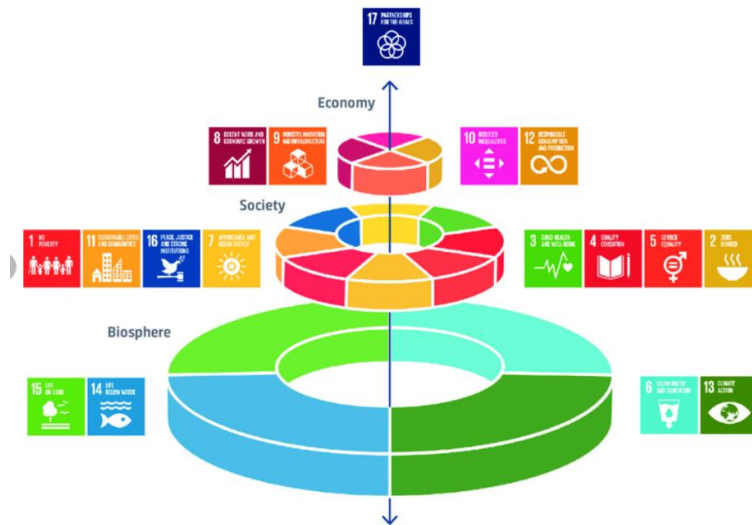 17 PARTNERSHIPS
FOR THE GOALS
Economy
8 DECENT WORK AND
ECONOMIC GROWTH
9 INDUSTRY, INNOVATION
AND INFRASTRUCTURE
10 REDUCED
INEQUALITIES
12 RESPONSIBLE
CONSUMPTION
AND PRODUCTION
Society
1 NO
POVERTY
11 SUSTAINABLE CITIES
AND COMMUNITIES
16 PEACE, JUSTICE
AND STRONG
INSTITUTIONS
7 AFFORDABLE AND
CLEAN ENERGY
3 GOOD HEALTH
AND WELL-BEING
4 QUALITY
EDUCATION
5 GENDER
EQUALITY
2 ZERO
HUNGER
Biosphere
15 LIFE
ON LAND
14 LIFE
BELOW WATER
6 CLEAN WATER
AND SANITATION
13 CLIMATE
ACTION